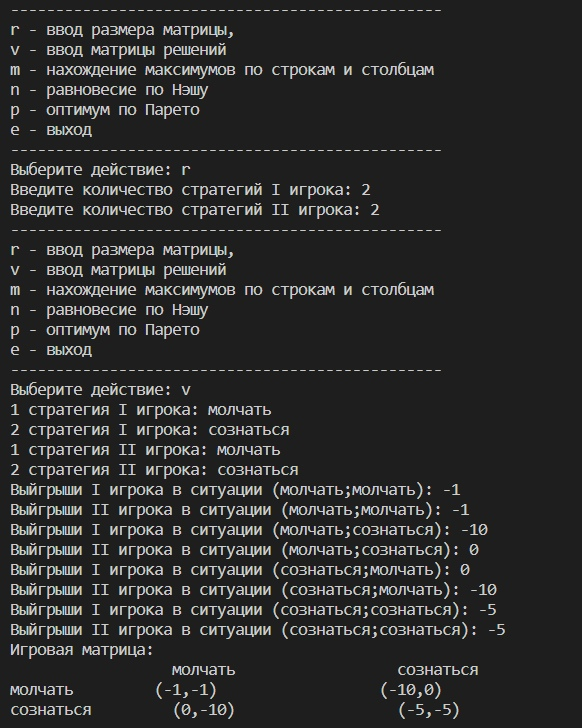 ------------------------------------------------
r - ввод размера матрицы,
v - ввод матрицы решений
m - нахождение максимумов по строкам и столбцам
n - равновесие по Нэшу
p - оптимум по Парето
e - выход
------------------------------------------------
Выберите действие: r
Введите количество стратегий I игрока: 2
Введите количество стратегий II игрока: 2
------------------------------------------------
r - ввод размера матрицы,
v - ввод матрицы решений
m - нахождение максимумов по строкам и столбцам
n - равновесие по Нэшу
p - оптимум по Парето
e - выход
------------------------------------------------
Выберите действие: v
1 стратегия I игрока: молчать
2 стратегия I игрока: сознаться
1 стратегия II игрока: молчать
2 стратегия II игрока: сознаться
Выйгрыши I игрока в ситуации (молчать;молчать): -1
Выйгрыши II игрока в ситуации (молчать;молчать): -1
Выйгрыши I игрока в ситуации (молчать;сознаться): -10
Выйгрыши II игрока в ситуации (молчать;сознаться): 0
Выйгрыши I игрока в ситуации (сознаться;молчать): 0
Выйгрыши II игрока в ситуации (сознаться;молчать): -10
Выйгрыши I игрока в ситуации (сознаться;сознаться): -5
Выйгрыши II игрока в ситуации (сознаться;сознаться): -5
Игровая матрица:
молчать сознаться
молчать (-1,-1) (-10,0)
сознаться (0,-10) (-5,-5)